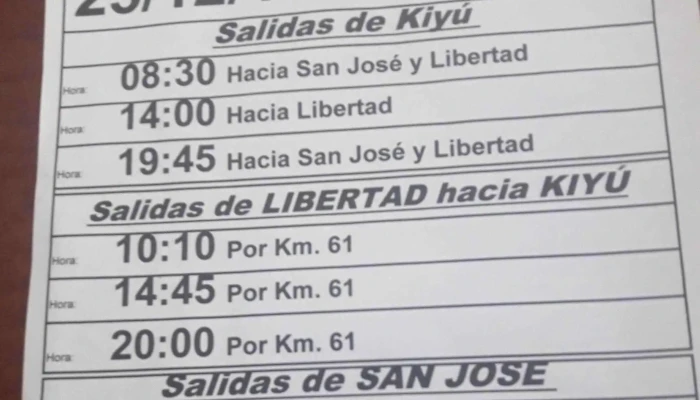 Salidas de Kiyú
Hora: 08:30 Hacia San José y Libertad
Hora: 14:00 Hacia Libertad
Hora: 19:45 Hacia San José y Libertad
Salidas de LIBERTAD hacia KIYÚ
Hora: 10:10 Por Km. 61
Hora: 14:45 Por Km. 61
Hora: 20:00 Por Km. 61
Salidas de SAN JOSE